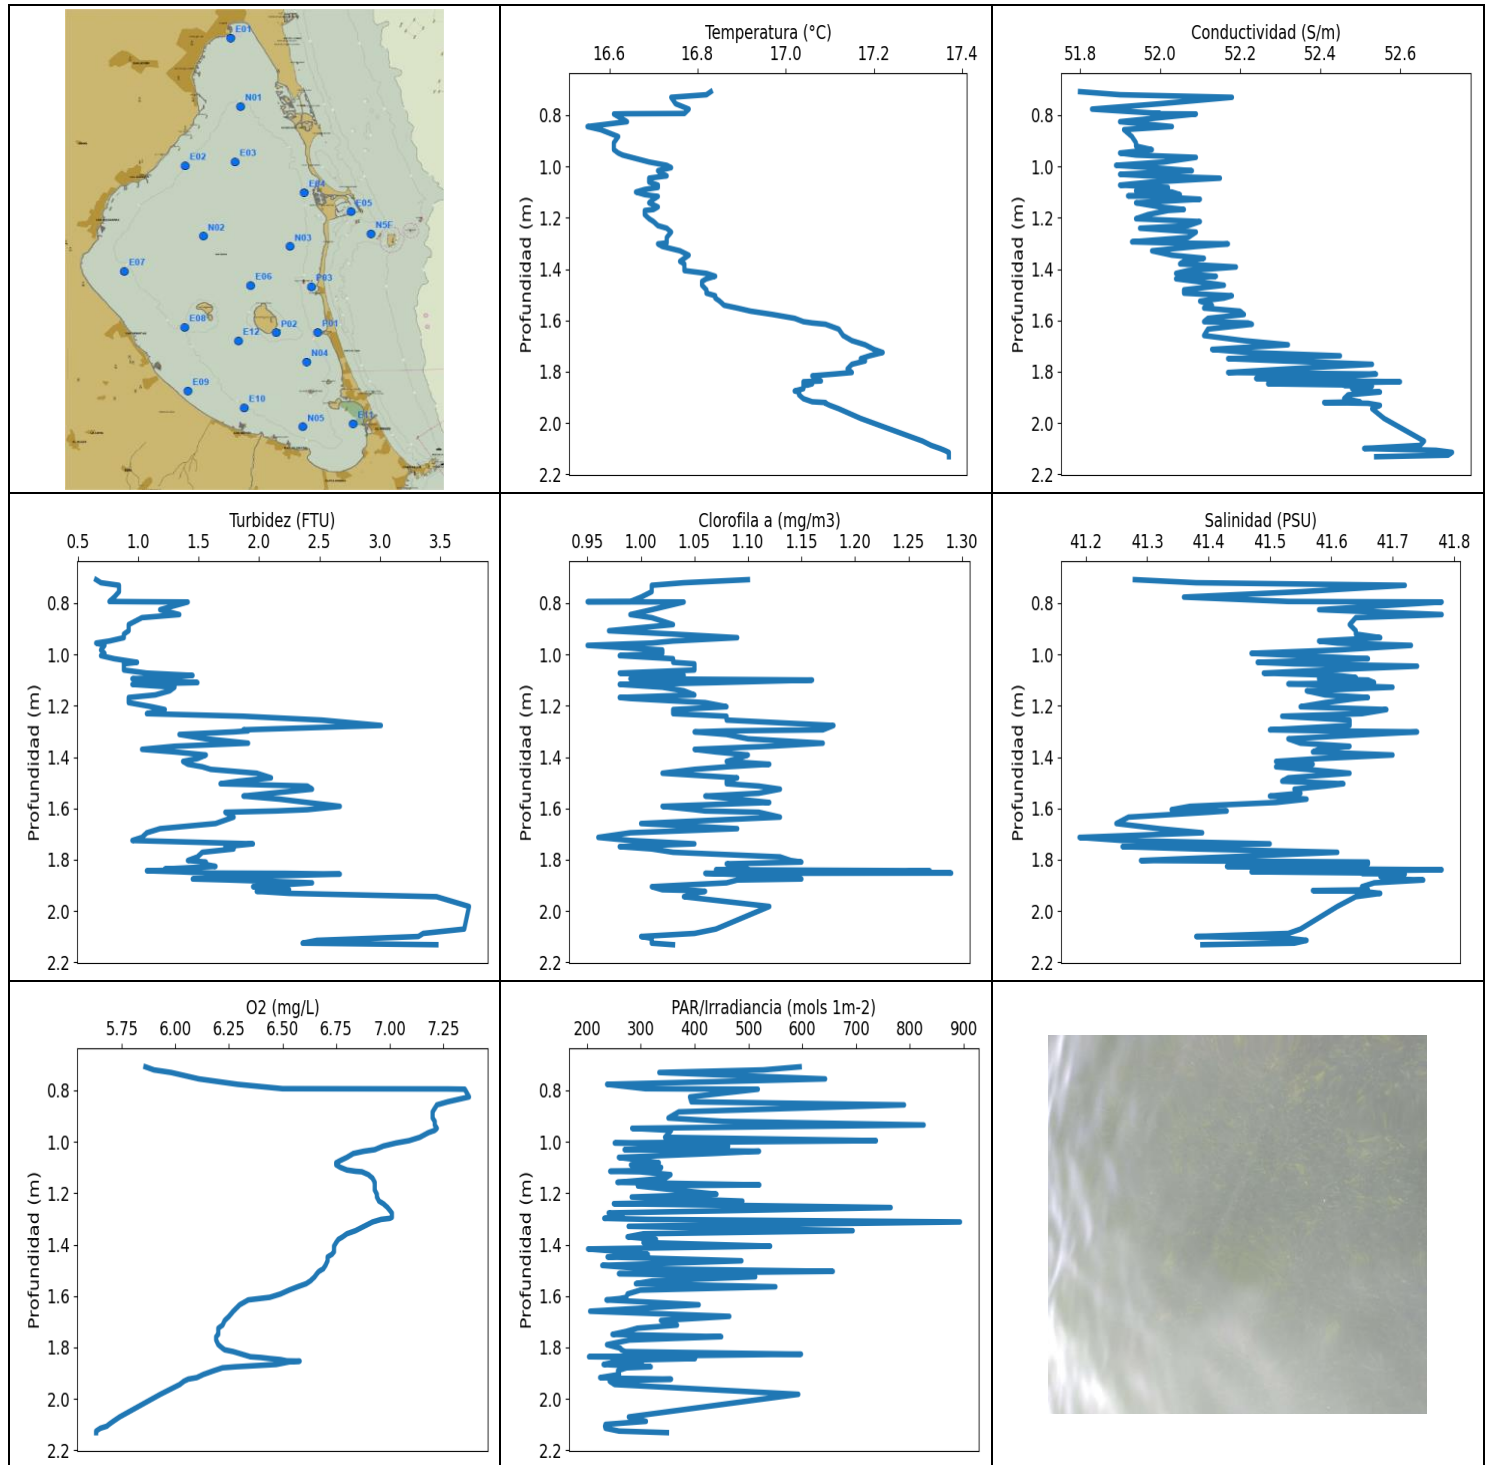 E01
N01
E02
E03
E04
E05
N5F
N02
N03
E07
E06
P03
E08
E12
P02
P01
N04
E09
E10
N05
E11
Temperatura (°C)
16.6 16.8 17.0 17.2 17.4
Profundidad (m)
0.8
1.0
1.2
1.4
1.6
1.8
2.0
2.2
Conductividad (S/m)
51.8 52.0 52.2 52.4 52.6
Profundidad (m)
0.8
1.0
1.2
1.4
1.6
1.8
2.0
2.2
Turbidez (FTU)
0.5 1.0 1.5 2.0 2.5 3.0 3.5
Profundidad (m)
0.8
1.0
1.2
1.4
1.6
1.8
2.0
2.2
Clorofila a (mg/m3)
0.95 1.00 1.05 1.10 1.15 1.20 1.25 1.30
Profundidad (m)
0.8
1.0
1.2
1.4
1.6
1.8
2.0
2.2
Salinidad (PSU)
41.2 41.3 41.4 41.5 41.6 41.7 41.8
Profundidad (m)
0.8
1.0
1.2
1.4
1.6
1.8
2.0
2.2
O2 (mg/L)
5.75 6.00 6.25 6.50 6.75 7.00 7.25
Profundidad (m)
0.8
1.0
1.2
1.4
1.6
1.8
2.0
2.2
PAR/Irradiancia (mols 1m-2)
200 300 400 500 600 700 800 900
Profundidad (m)
0.8
1.0
1.2
1.4
1.6
1.8
2.0
2.2